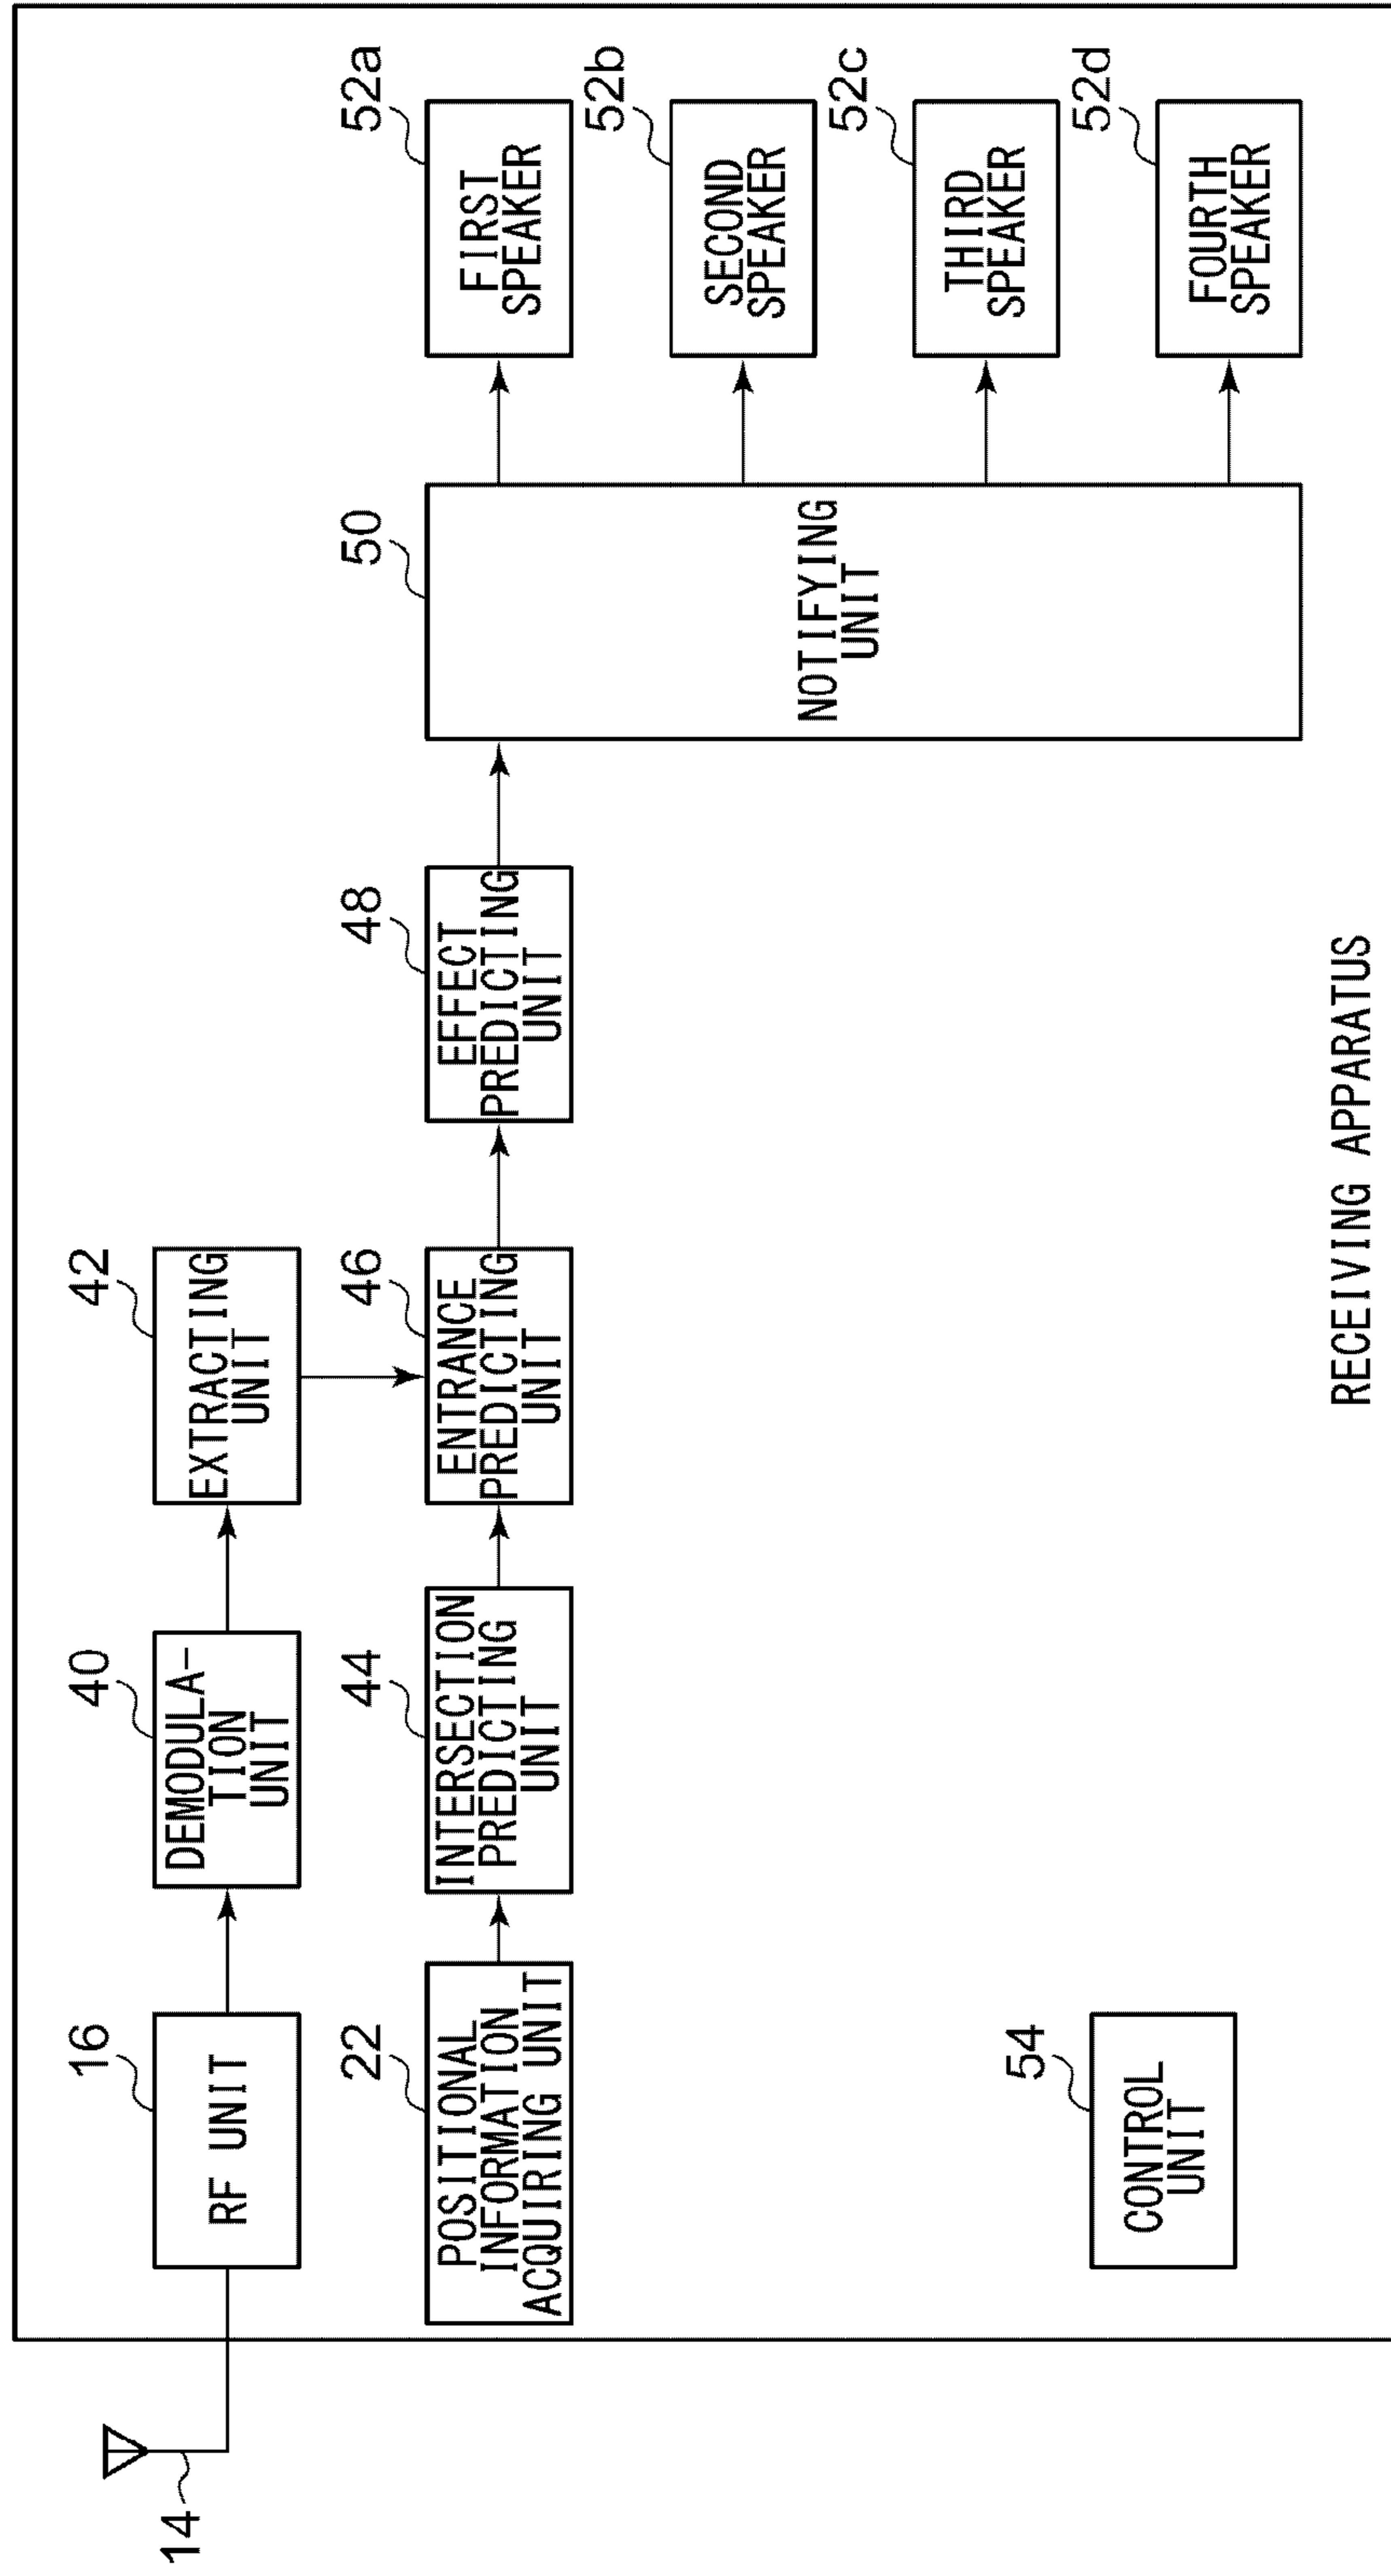 14
16
RF UNIT
40
DEMODULA-
TION
UNIT
42
EXTRACTING
UNIT
22
POSITIONAL
INFORMATION
ACQUIRING UNIT
44
INTERSECTION
PREDICTING
UNIT
46
ENTRANCE
PREDICTING
UNIT
48
EFFECT
PREDICTING
UNIT
50
NOTIFYING
UNIT
52a
FIRST
SPEAKER
52b
SECOND
SPEAKER
52c
THIRD
SPEAKER
52d
FOURTH
SPEAKER
54
CONTROL
UNIT
RECEIVING APPARATUS